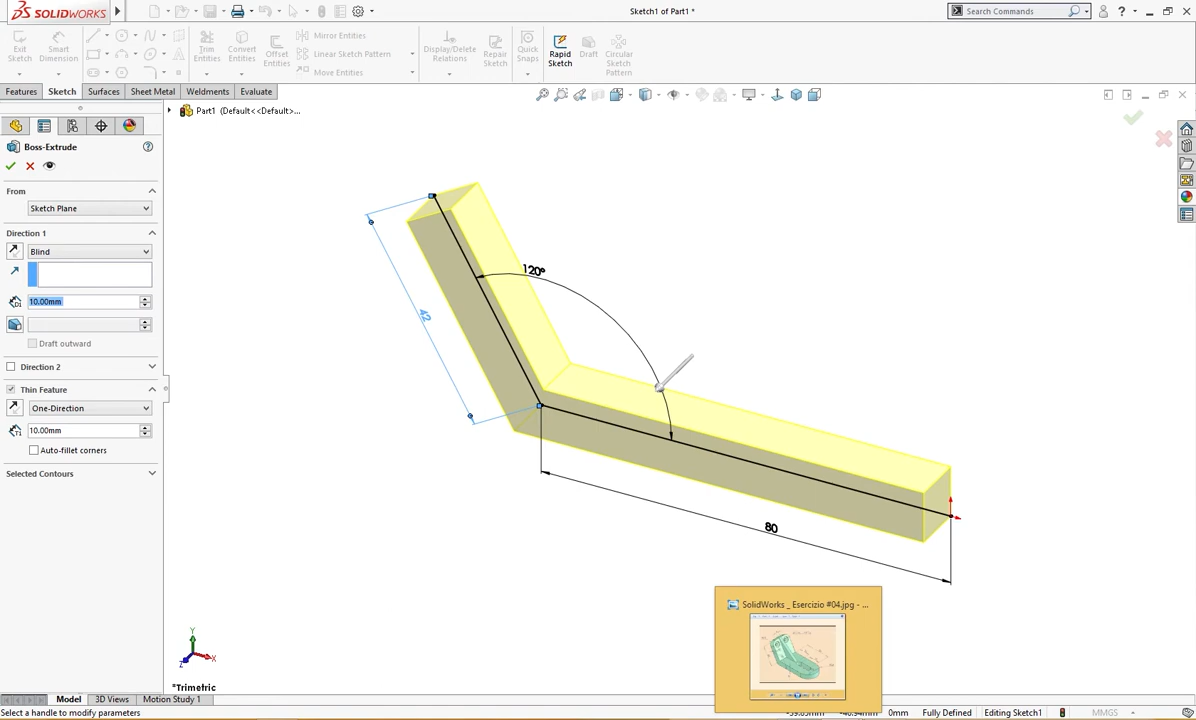 SOLIDWORKS
Sketch1 of Part1 *
Search Commands
Exit Sketch
Smart Dimension
Trim Entities
Convert Entities
Offset Entities
Mirror Entities
Linear Sketch Pattern
Move Entities
Display/Delete Relations
Repair Sketch
Quick Snaps
Rapid Sketch
Draft
Circular Sketch Pattern
Features
Sketch
Surfaces
Sheet Metal
Weldments
Evaluate
Part1 (Default<<Default>...
Boss-Extrude
From
Sketch Plane
Direction 1
Blind
10.00mm
Draft outward
Direction 2
Thin Feature
One-Direction
10.00mm
Auto-fillet corners
Selected Contours
120°
42
80
SolidWorks _ Esercizio #04.jpg - ...
Y
X
Z
*Trimetric
Model
3D Views
Motion Study 1
Select a handle to modify parameters
0mm
Fully Defined
Editing Sketch1
MMGS